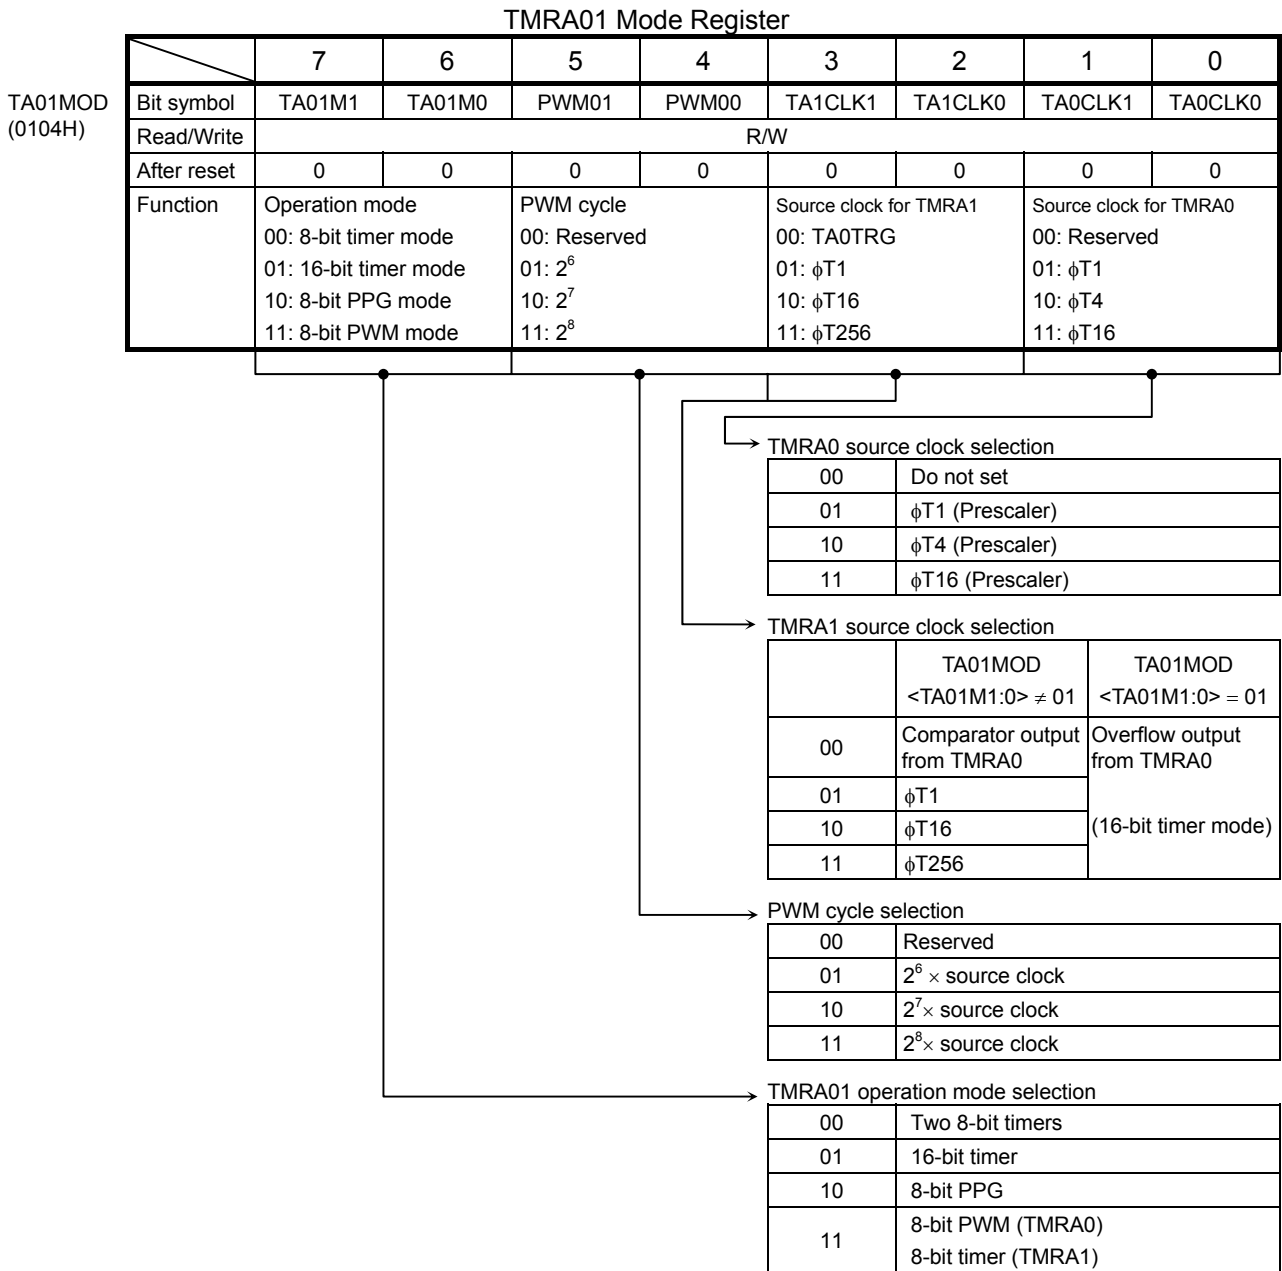 TMRA01 Mode Register
7 6 5 4 3 2 1 0
TA01MOD
(0104H)
Bit symbol TA01M1 TA01M0 PWM01 PWM00 TA1CLK1 TA1CLK0 TA0CLK1 TA0CLK0
Read/Write R/W
After reset 0 0 0 0 0 0 0 0
Function Operation mode PWM cycle Source clock for TMRA1 Source clock for TMRA0
00: 8-bit timer mode 00: Reserved 00: TA0TRG 00: Reserved
01: 16-bit timer mode 01: 2^6 01: ϕT1 01: ϕT1
10: 8-bit PPG mode 10: 2^7 10: ϕT16 10: ϕT4
11: 8-bit PWM mode 11: 2^8 11: ϕT256 11: ϕT16
TMRA0 source clock selection
00 Do not set
01 ϕT1 (Prescaler)
10 ϕT4 (Prescaler)
11 ϕT16 (Prescaler)
TMRA1 source clock selection
TA01MOD TA01MOD
<TA01M1:0> ≠ 01 <TA01M1:0> = 01
00 Comparator output Overflow output
from TMRA0 from TMRA0
01 ϕT1
10 ϕT16 (16-bit timer mode)
11 ϕT256
PWM cycle selection
00 Reserved
01 2^6 × source clock
10 2^7× source clock
11 2^8× source clock
TMRA01 operation mode selection
00 Two 8-bit timers
01 16-bit timer
10 8-bit PPG
11 8-bit PWM (TMRA0)
8-bit timer (TMRA1)